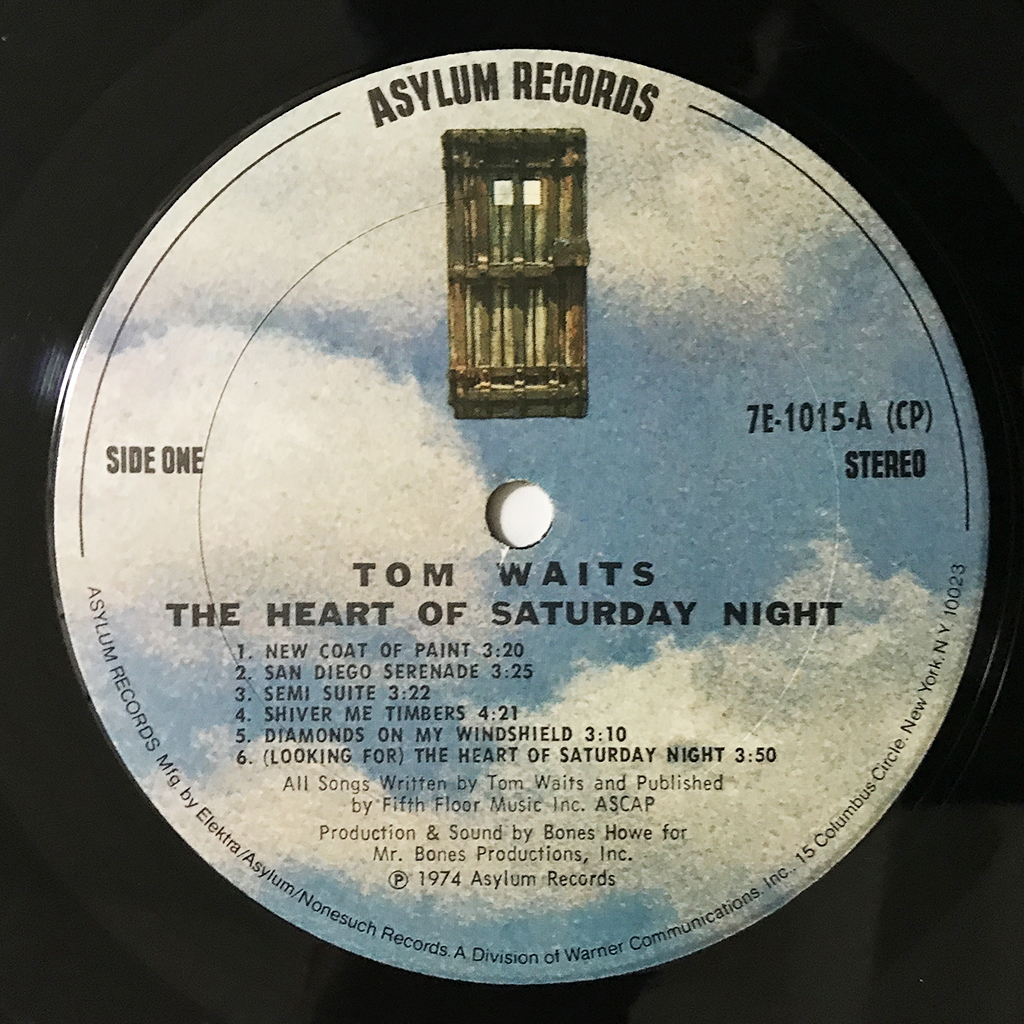 ASYLUM RECORDS
7E-1015-A (CP)
SIDE ONE
STEREO
TOM WAITS
THE HEART OF SATURDAY NIGHT
1. NEW COAT OF PAINT 3:20
2. SAN DIEGO SERENADE 3:25
3. SEMI SUITE 3:22
4. SHIVER ME TIMBERS 4:21
5. DIAMONDS ON MY WINDSHIELD 3:10
6. (LOOKING FOR) THE HEART OF SATURDAY NIGHT 3:50
All Songs Written by Tom Waits and Published
by Fifth Floor Music Inc. ASCAP
Production & Sound by Bones Howe for
Mr. Bones Productions, Inc.
℗ 1974 Asylum Records
ASYLUM RECORDS. Mfg. by Elektra/Asylum/Nonesuch Records. A Division of Warner Communications. Inc., 15 Columbus Circle. New York. N.Y 10023